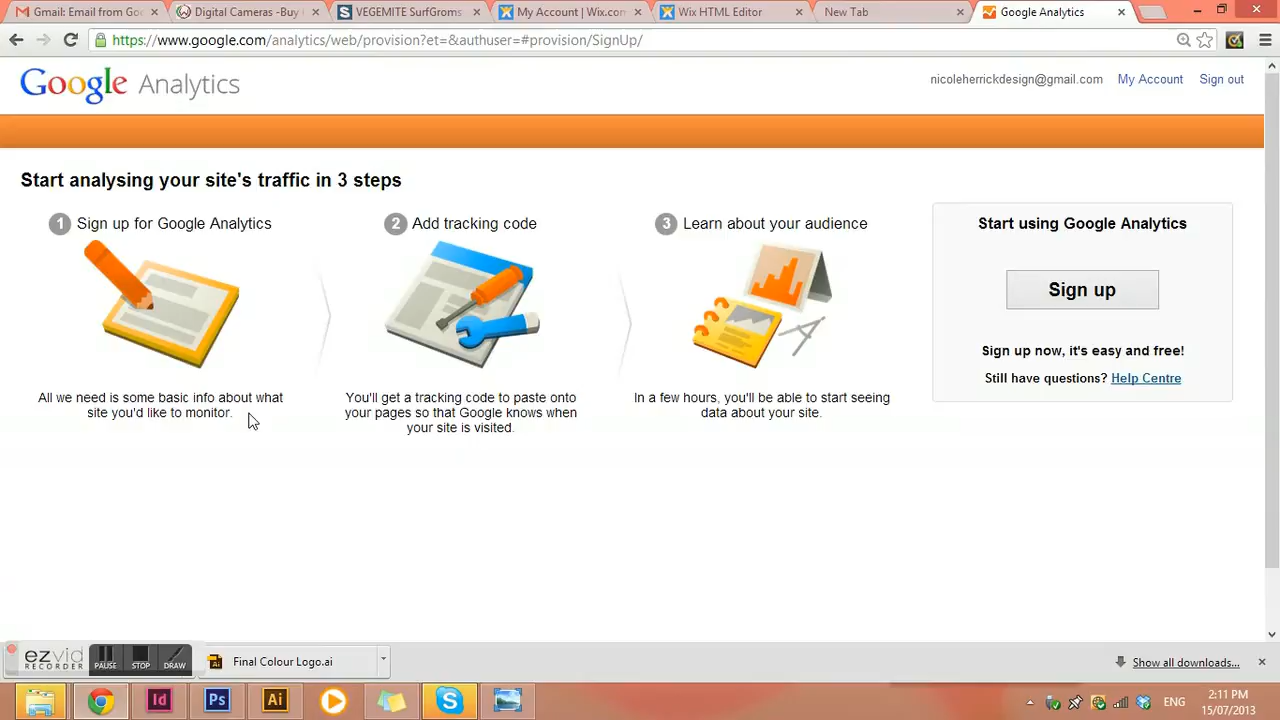 Gmail: Email from Goo
Digital Cameras -Buy
VEGEMITE SurfGroms
My Account | Wix.com
Wix HTML Editor
New Tab
Google Analytics
https://www.google.com/analytics/web/provision?et=&authuser=#provision/SignUp/
Google Analytics
nicoleherrickdesign@gmail.com My Account Sign out
Start analysing your site's traffic in 3 steps
1 Sign up for Google Analytics
All we need is some basic info about what
site you'd like to monitor.
2 Add tracking code
You'll get a tracking code to paste onto
your pages so that Google knows when
your site is visited.
3 Learn about your audience
In a few hours, you'll be able to start seeing
data about your site.
Start using Google Analytics
Sign up
Sign up now, it's easy and free!
Still have questions? Help Centre
ezvid
RECORDER
PAUSE
STOP
DRAW
Final Colour Logo.ai
Show all downloads...
Id
Ps
Ai
S
ENG
2:11 PM
15/07/2013